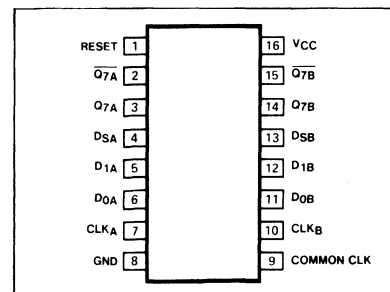 RESET 1 16 VCC
Q7A 2 15 Q7B
Q7A 3 14 Q7B
DSA 4 13 DSB
D1A 5 12 D1B
D0A 6 11 D0B
CLKA 7 10 CLKB
GND 8 9 COMMON CLK